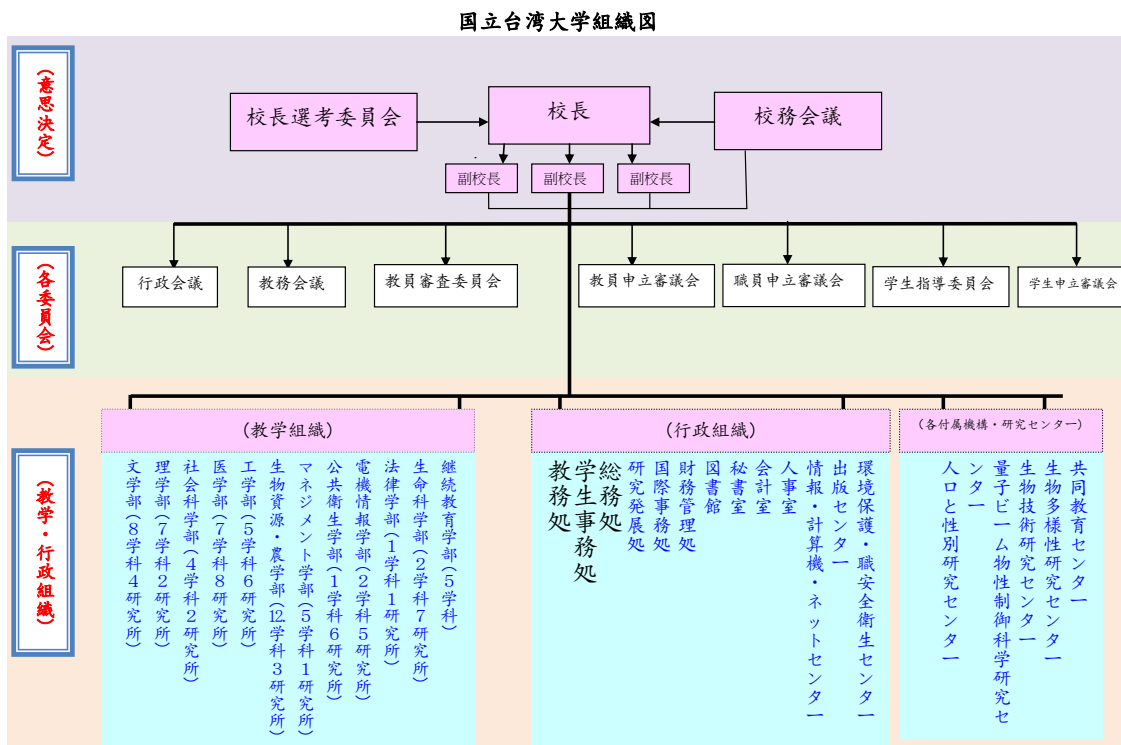 国立台湾大学組織図
(意思決定)
校長選考委員会
校長
校務会議
副校長
副校長
副校長
(各委員会)
行政会議
教務会議
教員審査委員会
教員申立審議会
職員申立審議会
学生指導委員会
学生申立審議会
(教学・行政組織)
(教学組織)
文学部(8学科4研究所)
理学部(7学科2研究所)
社会科学部(4学科2研究所)
医学部(7学科8研究所)
工学部(5学科6研究所)
生物資源・農学部(12学科3研究所)
マネジメント学部(5学科1研究所)
公共衛生学部(1学科6研究所)
電機情報学部(2学科5研究所)
法律学部(1学科1研究所)
生命科学部(2学科7研究所)
継続教育学部(5学科)
(行政組織)
教務処
学生事務処
総務処
研究発展処
国際事務処
財務管理処
図書館
秘書室
会計室
人事室
情報・計算機・ネットセンター
出版センター
環境保護・職安全衛生センター
(各付属機構・研究センター)
人口と性別研究センター
量子ビーム物性制御科学研究セ
ンター
生物技術研究センター
生物多様性研究センター
共同教育センター